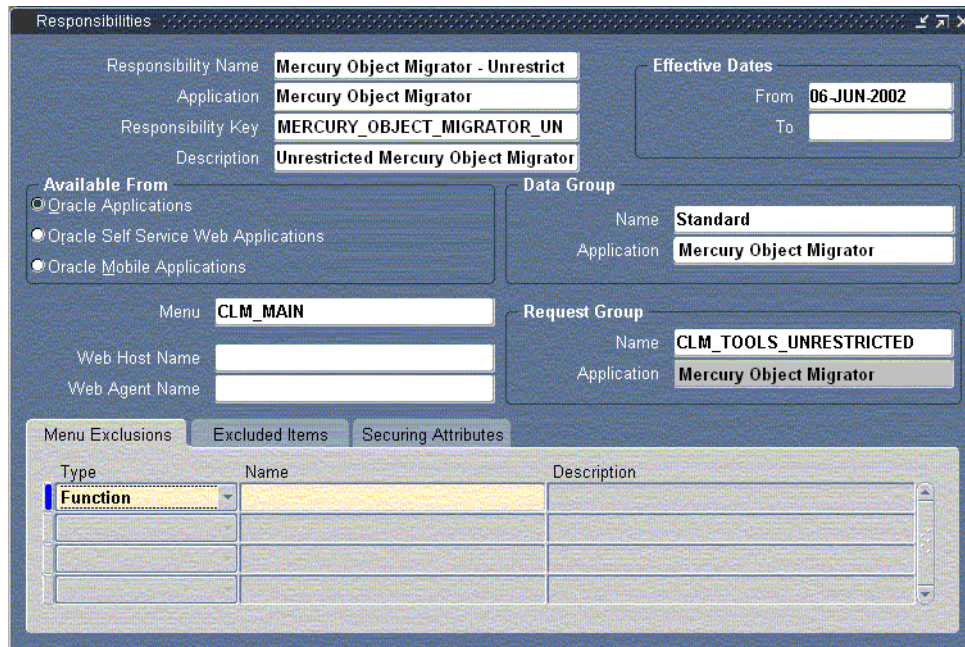 Responsibilities
Responsibility Name Mercury Object Migrator - Unrestrict
Application Mercury Object Migrator
Responsibility Key MERCURY_OBJECT_MIGRATOR_UN
Description Unrestricted Mercury Object Migrator
Effective Dates
From 06-JUN-2002
To
Available From
Oracle Applications
Oracle Self Service Web Applications
Oracle Mobile Applications
Data Group
Name Standard
Application Mercury Object Migrator
Menu CLM_MAIN
Web Host Name
Web Agent Name
Request Group
Name CLM_TOOLS_UNRESTRICTED
Application Mercury Object Migrator
Menu Exclusions Excluded Items Securing Attributes
Type Name Description
Function